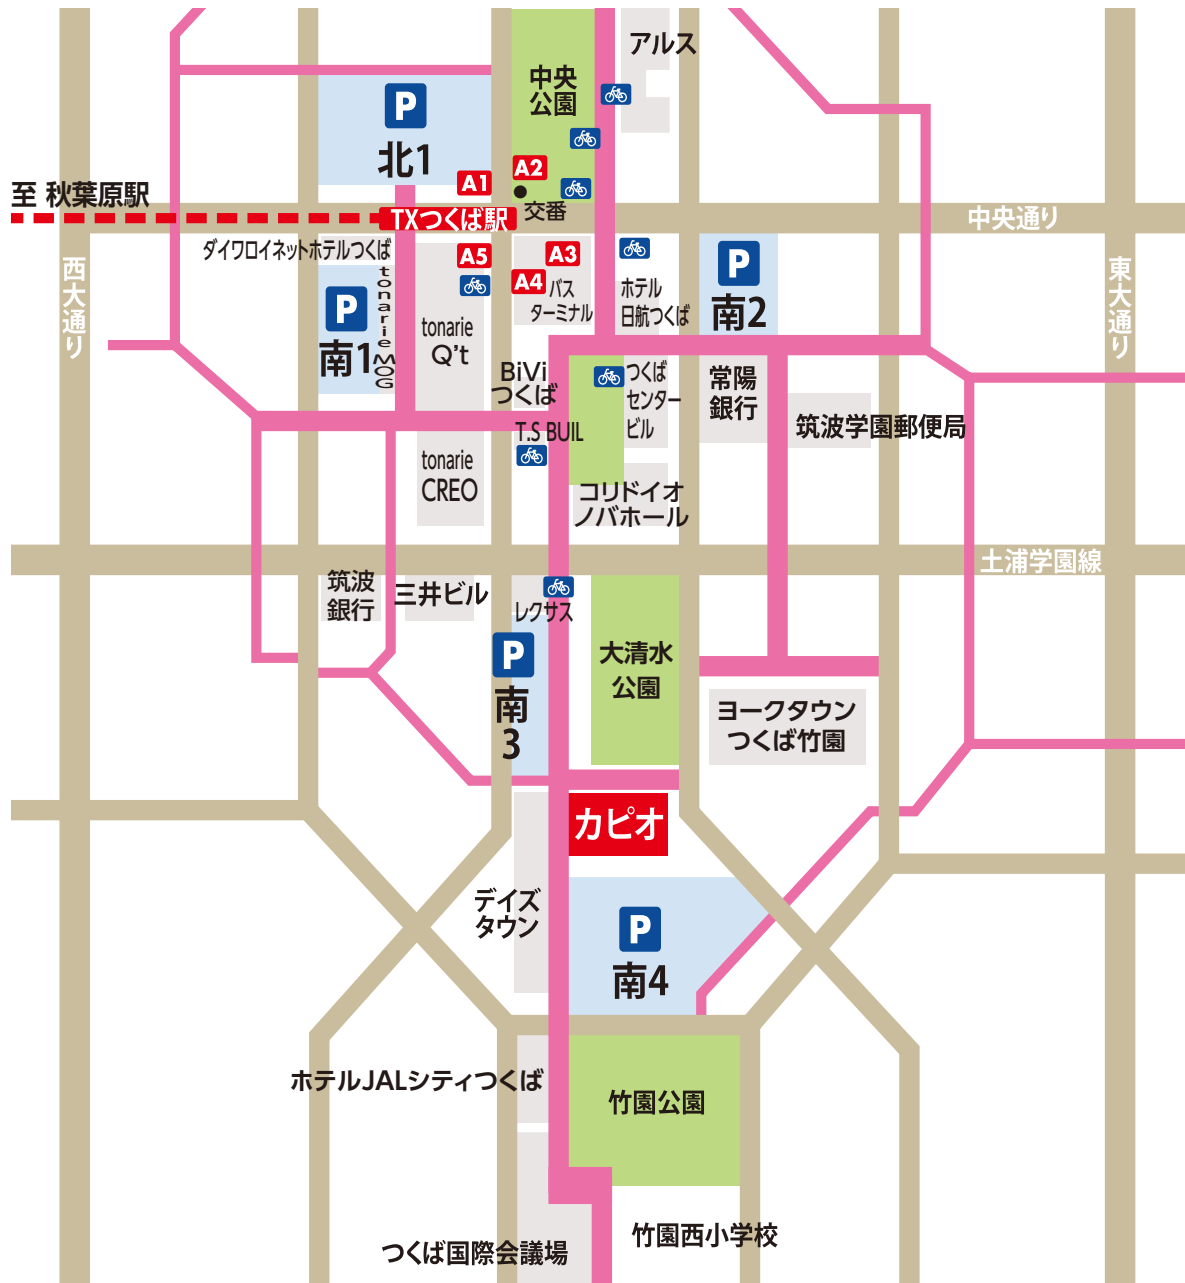 アルス
中央
公園
P
北1
A2
A1
至 秋葉原駅
交番
TXつくば駅
中央通り
ダイワロイネットホテルつくば
A5
A3
A4
バス
ターミナル
ホテル
日航つくば
P
南2
西大通り
東大通り
P
南1
tonarie MOG
tonarie
Q't
BiVi
つくば
つくば
センター
ビル
常陽
銀行
筑波学園郵便局
T.S BUIL
tonarie
CREO
コリドイオ
ノバホール
土浦学園線
筑波
銀行
三井ビル
レクサス
P
南
3
大清水
公園
ヨークタウン
つくば竹園
カピオ
デイズ
タウン
P
南4
ホテルJALシティつくば
竹園公園
竹園西小学校
つくば国際会議場